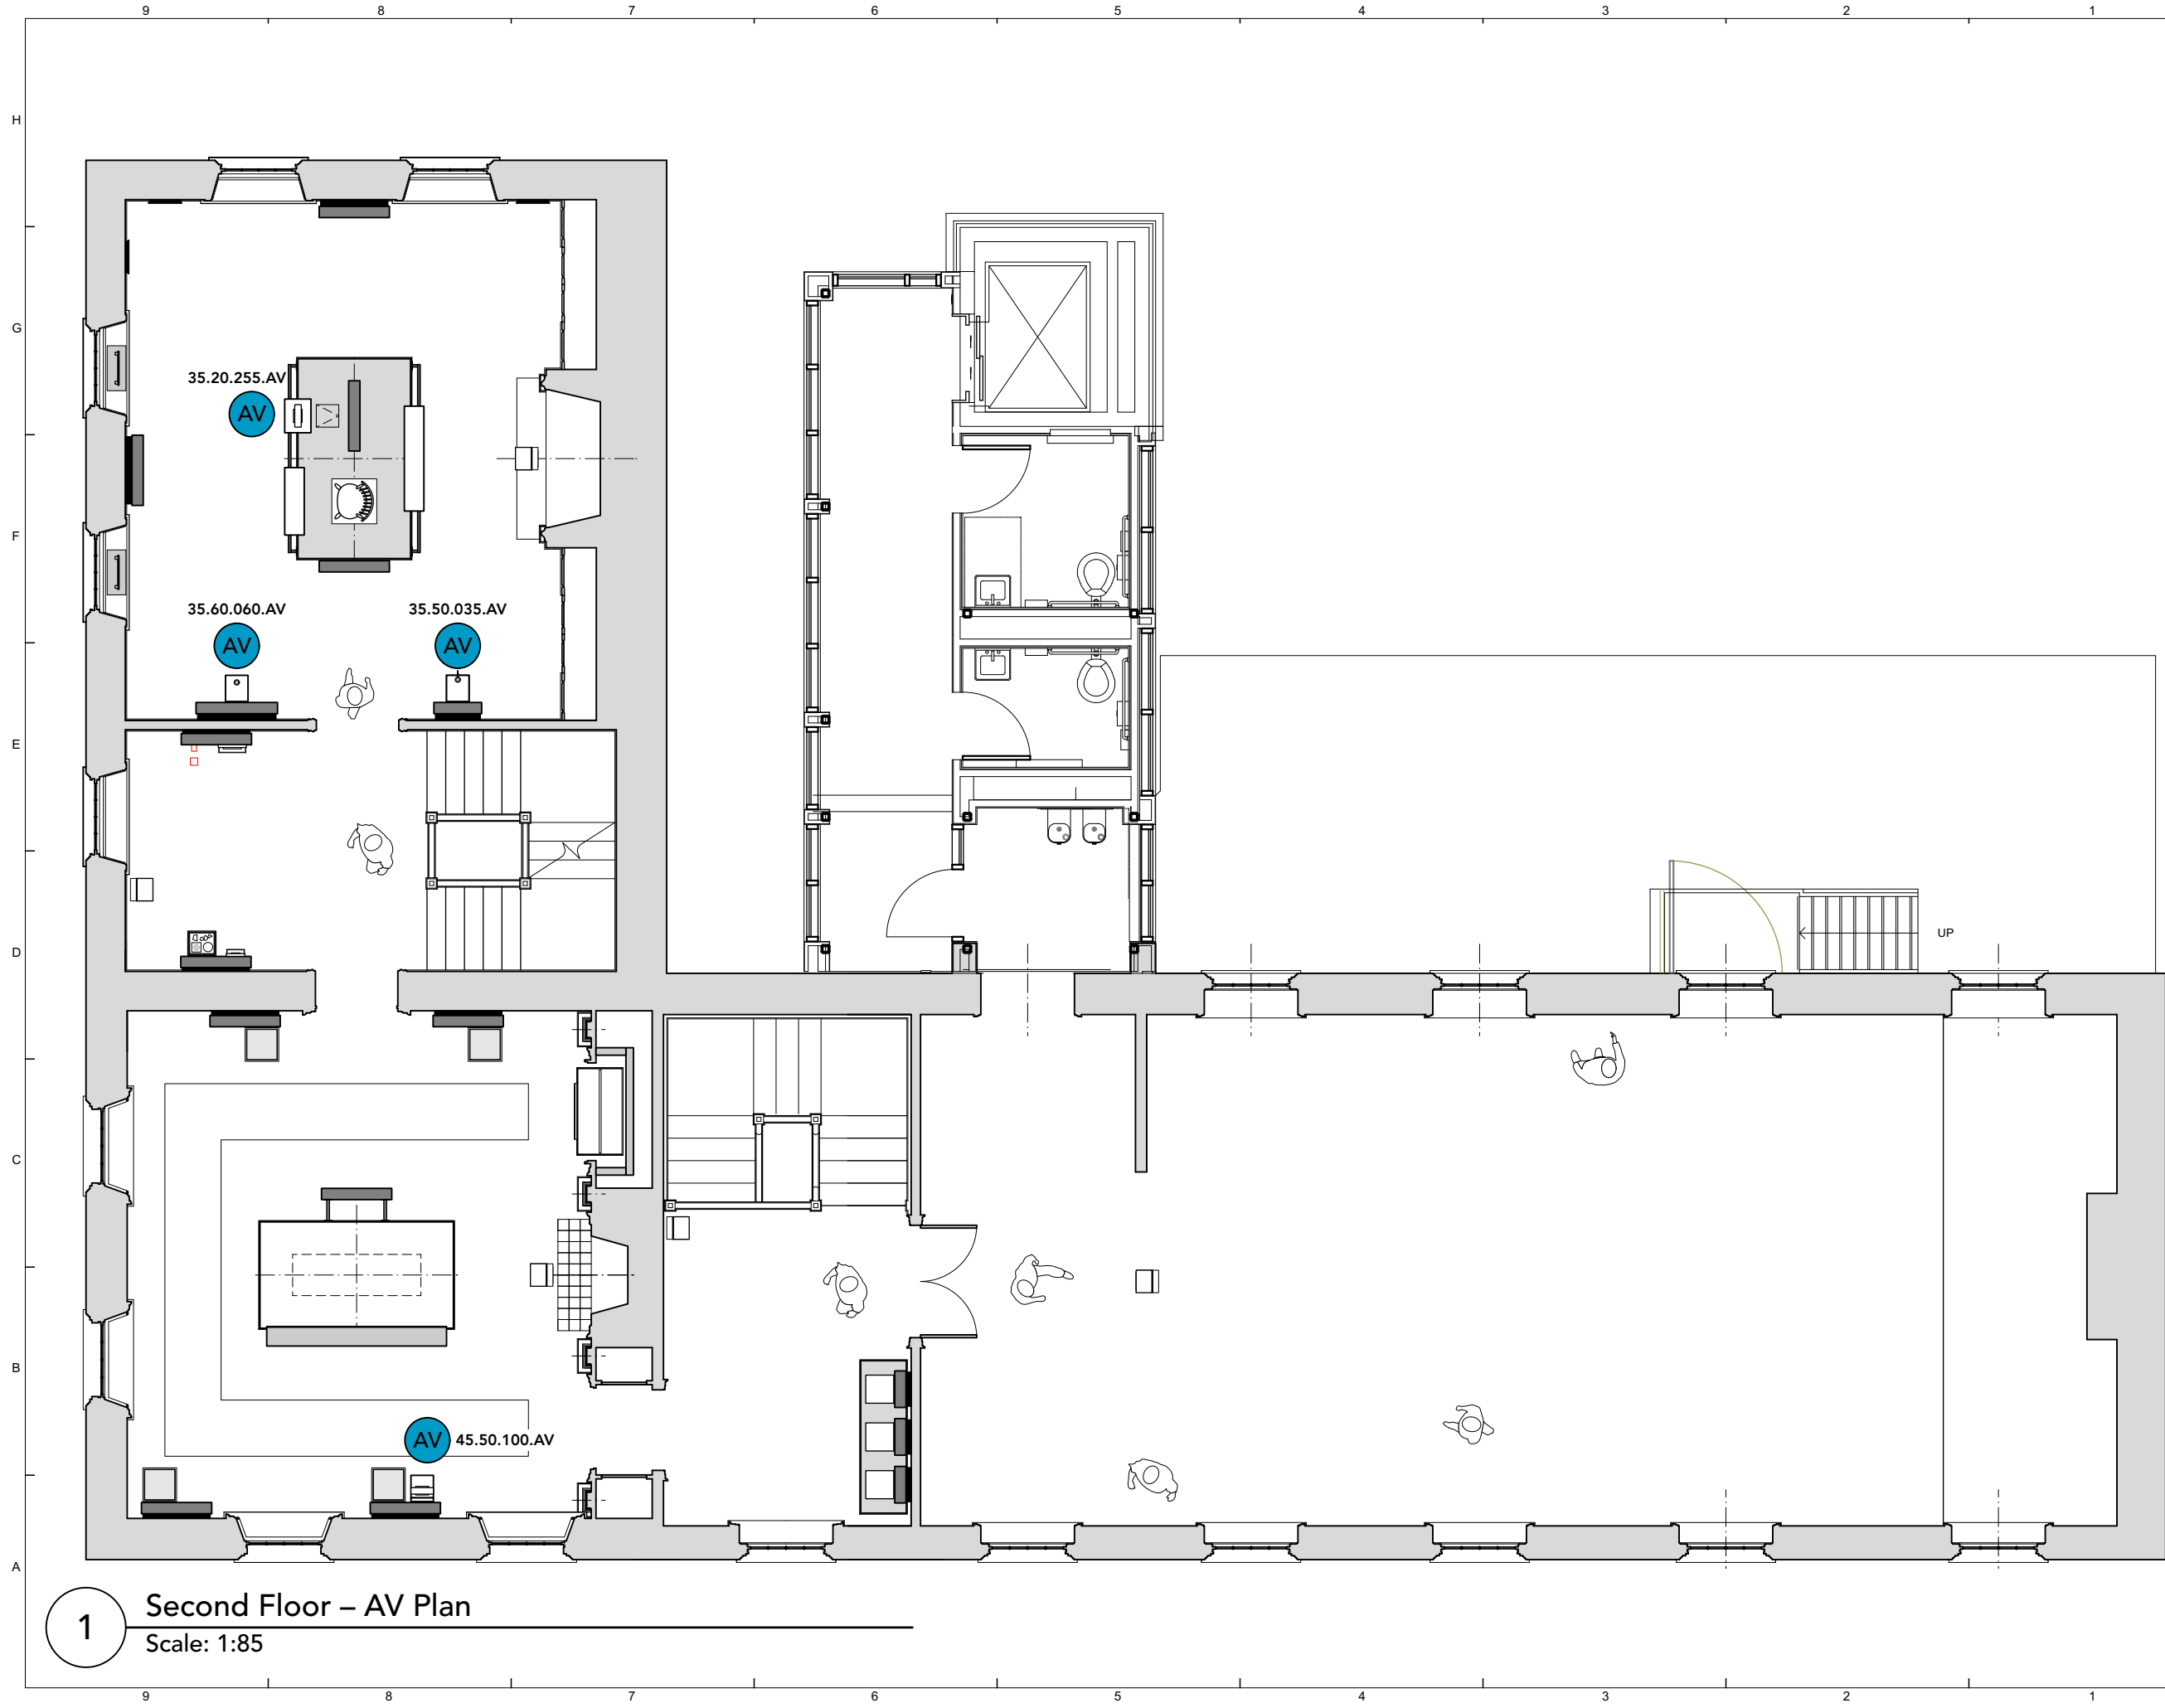 9 8 7 6 5 4 3 2 1
H
G
35.20.255.AV
AV
F
35.60.060.AV 35.50.035.AV
AV AV
E
D
UP
C
B
AV 45.50.100.AV
A
1
Second Floor – AV Plan
Scale: 1:85
9 8 7 6 5 4 3 2 1